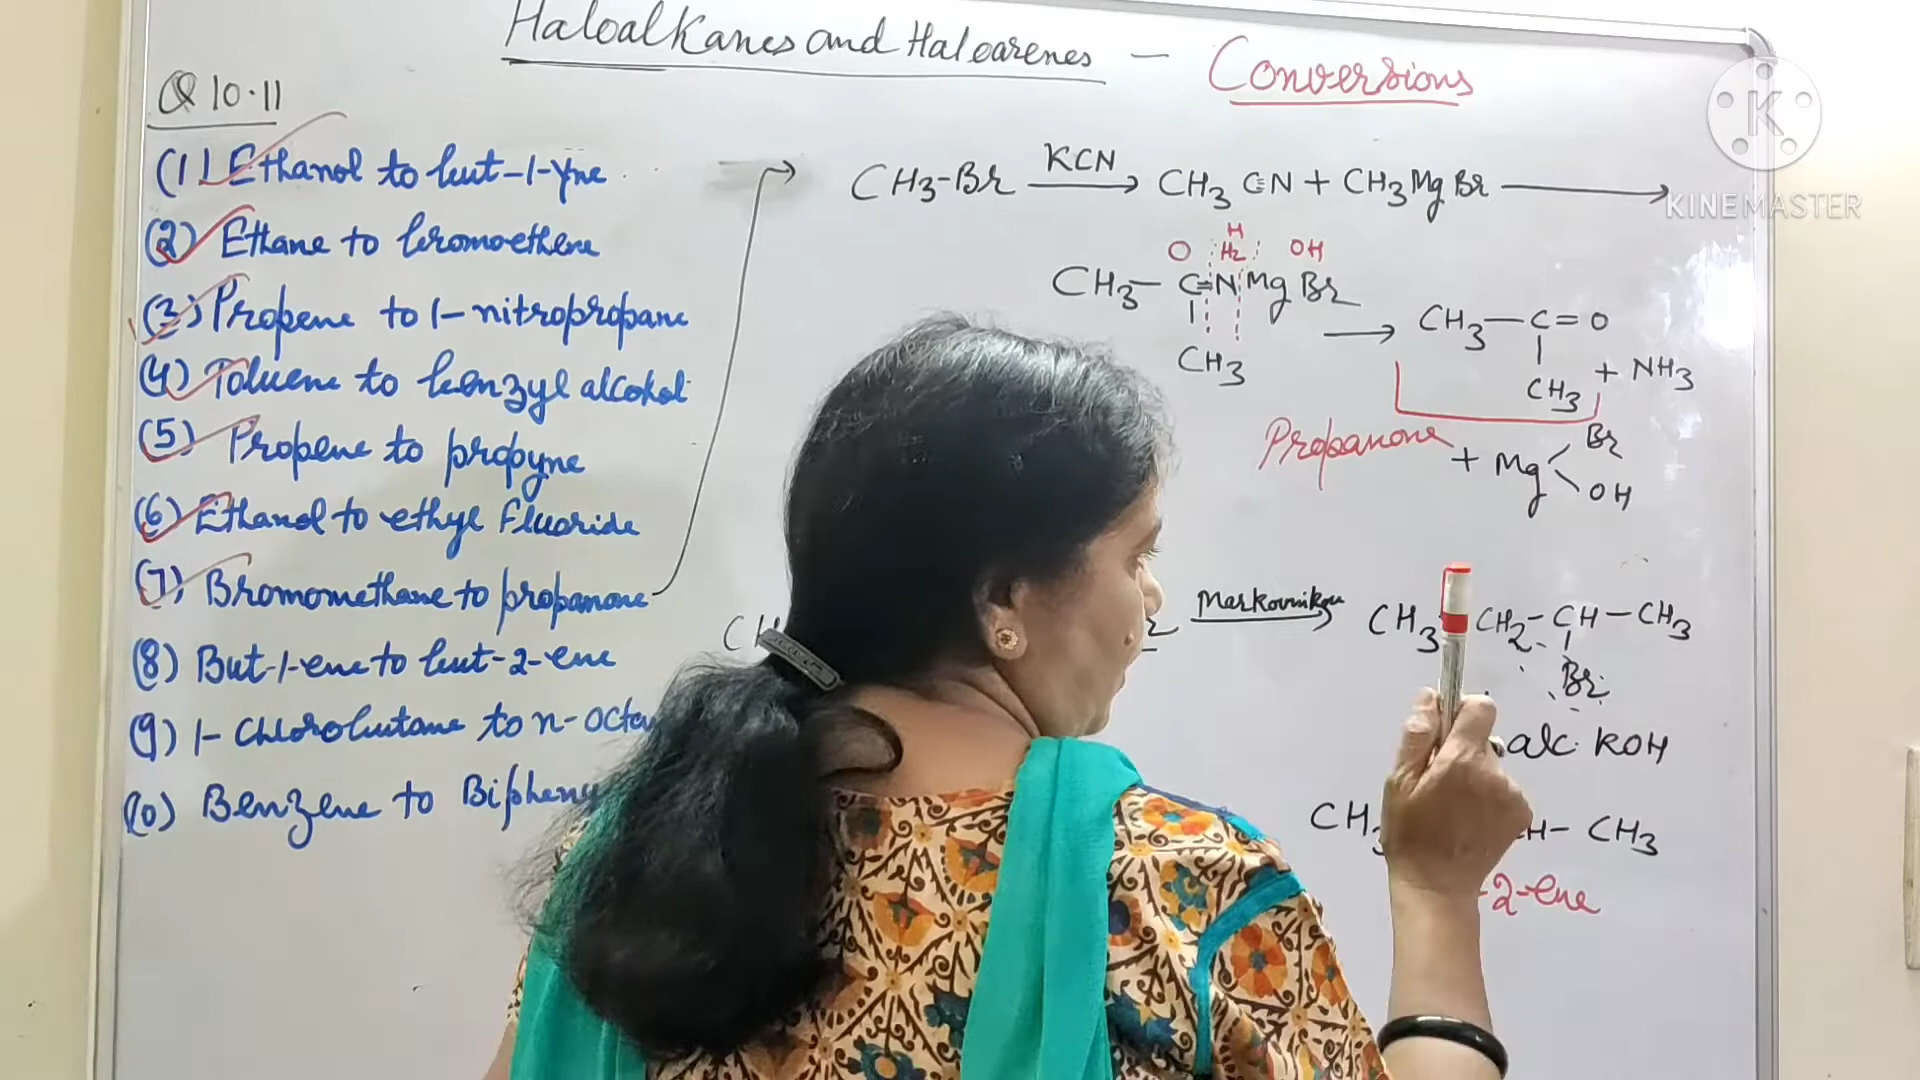 Haloalkanes and Haloarenes — Conversions
Q 10.11
(1) Ethanol to but-1-yne
(2) Ethane to bromoethene
(3) Propene to 1-nitropropane
(4) Toluene to benzyl alcohol
(5) Propene to propyne
(6) Ethanol to ethyl fluoride
(7) Bromomethane to propanone
(8) But-1-ene to but-2-ene
(9) 1-Chlorobutane to n-
(10) Benzene to
KCN
CH3-Br → CH3 C≡N + CH3MgBr →
O H H2 OH
CH3 — C=N MgBr
CH3
→ CH3 — C = O
CH3 + NH3
Propanone + Mg
Br
OH
Markovnikov
CH3 CH2 - CH - CH3
Br
alc. KOH
CH3 H - CH3
-2-ene
K
KINEMASTER